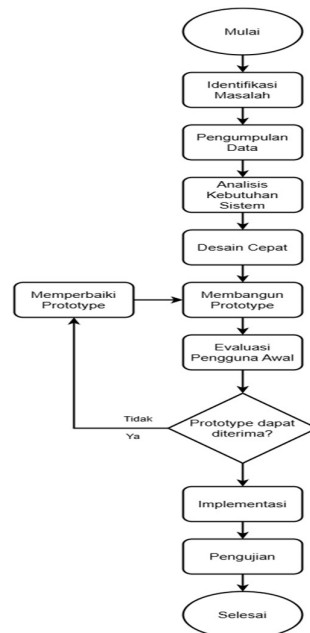 Mulai
Identifikasi
Masalah
Pengumpulan
Data
Analisis
Kebutuhan
Sistem
Desain Cepat
Memperbaiki
Prototype
Membangun
Prototype
Evaluasi
Pengguna Awal
Tidak
Ya
Prototype dapat
diterima?
Implementasi
Pengujian
Selesai